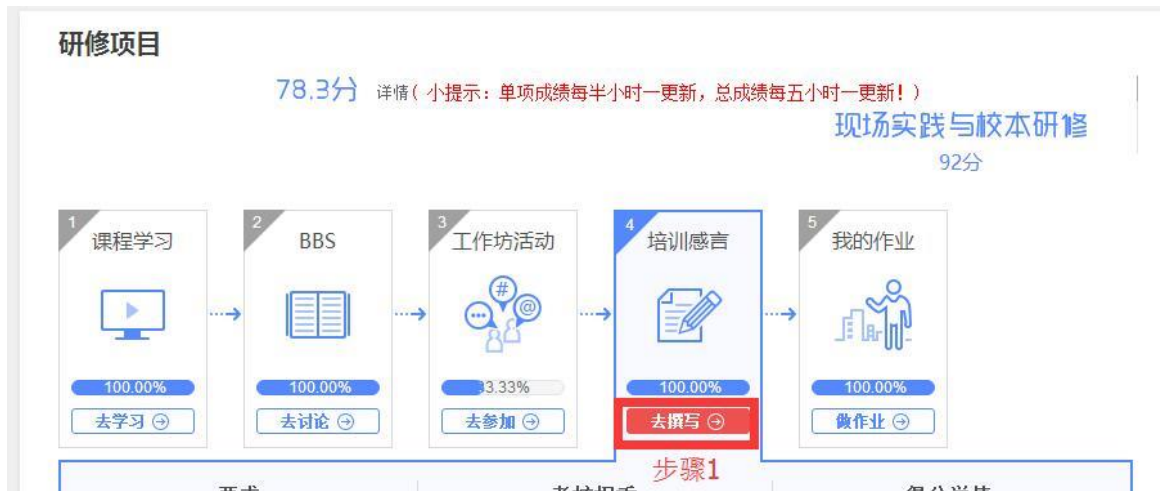 研修项目
78.3分 详情( 小提示：单项成绩每半小时一更新，总成绩每五小时一更新！)
现场实践与校本研修
92分
1 课程学习
2 BBS
3 工作坊活动
4 培训感言
5 我的作业
# @
100.00% 100.00% 33.33% 100.00% 100.00%
去学习 去讨论 去参加 去撰写 做作业
步骤1